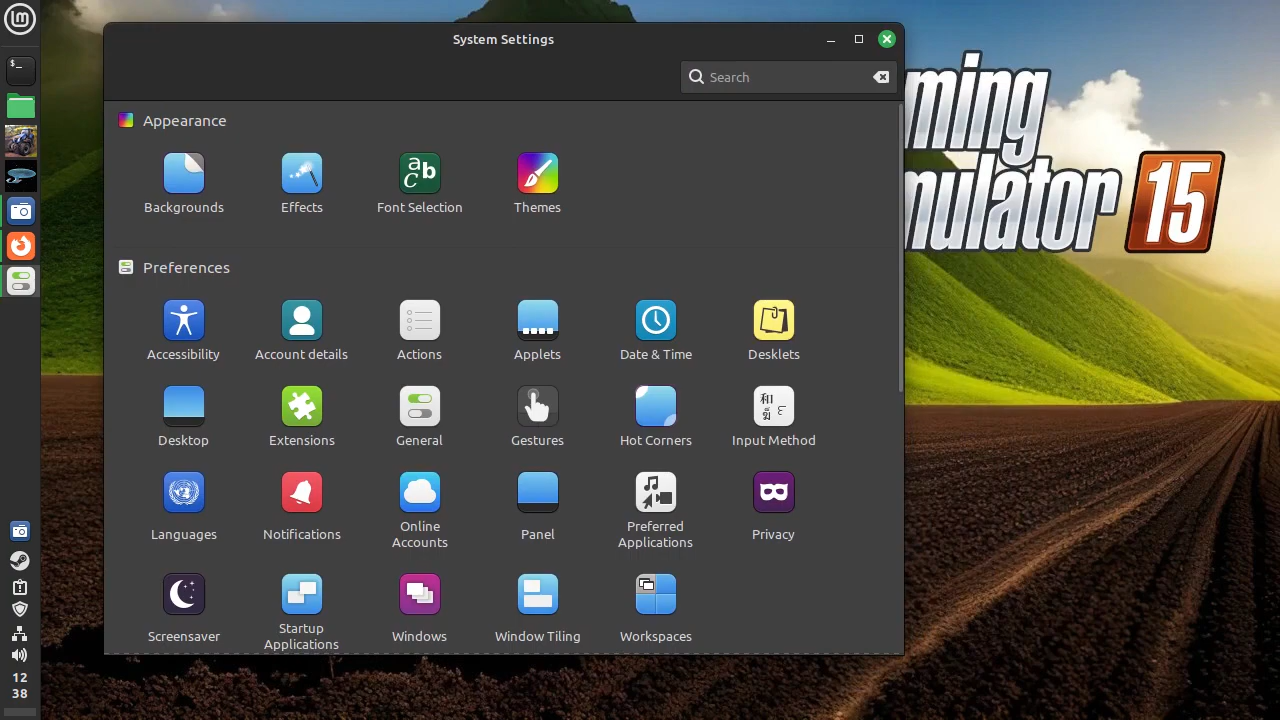 System Settings
Search
Appearance
Backgrounds
Effects
Font Selection
Themes
Preferences
Accessibility
Account details
Actions
Applets
Date & Time
Desklets
Desktop
Extensions
General
Gestures
Hot Corners
Input Method
Languages
Notifications
Online
Accounts
Panel
Preferred
Applications
Privacy
Screensaver
Startup
Applications
Windows
Window Tiling
Workspaces
ming
mulator 15
12
38